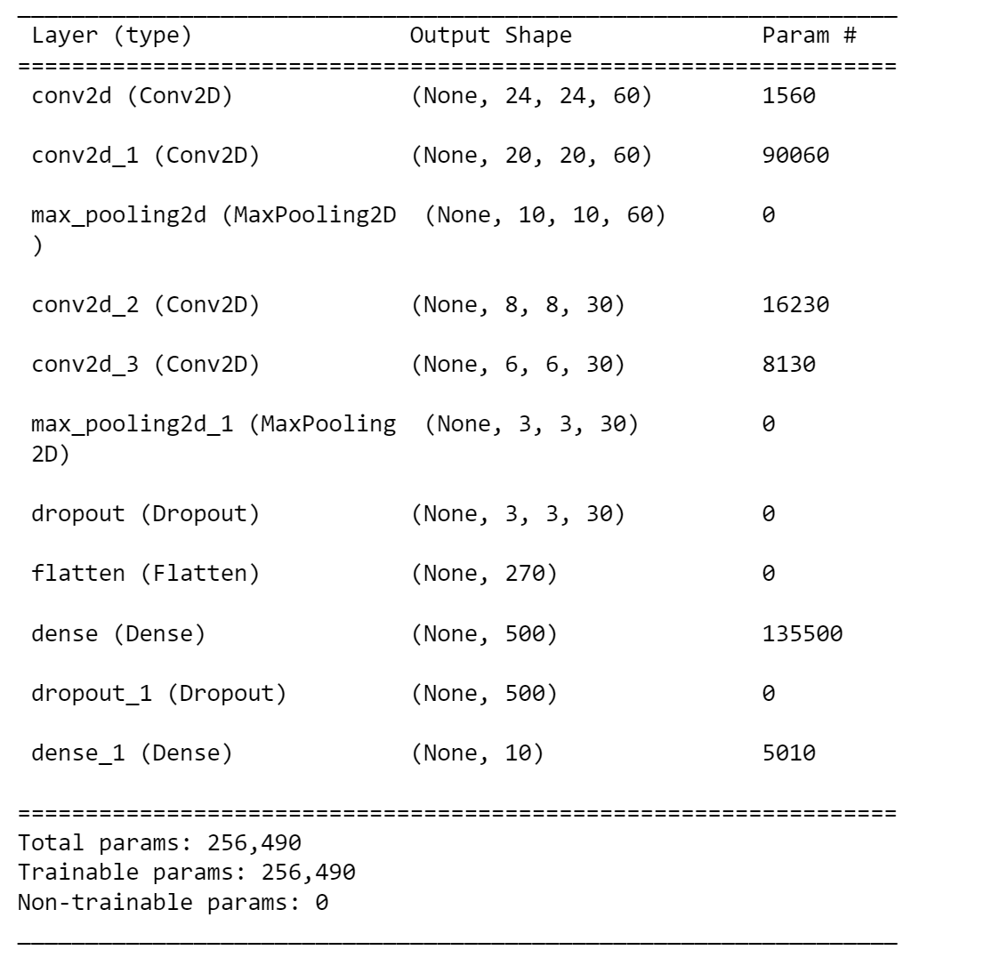 Layer (type) Output Shape Param #
=================================================================
conv2d (Conv2D) (None, 24, 24, 60) 1560
conv2d_1 (Conv2D) (None, 20, 20, 60) 90060
max_pooling2d (MaxPooling2D (None, 10, 10, 60) 0
)
conv2d_2 (Conv2D) (None, 8, 8, 30) 16230
conv2d_3 (Conv2D) (None, 6, 6, 30) 8130
max_pooling2d_1 (MaxPooling (None, 3, 3, 30) 0
2D)
dropout (Dropout) (None, 3, 3, 30) 0
flatten (Flatten) (None, 270) 0
dense (Dense) (None, 500) 135500
dropout_1 (Dropout) (None, 500) 0
dense_1 (Dense) (None, 10) 5010
=================================================================
Total params: 256,490
Trainable params: 256,490
Non-trainable params: 0